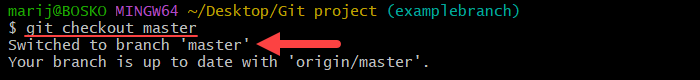 marij@BOSKO MINGW64 ~/Desktop/Git project (examplebranch)
$ git checkout master
Switched to branch 'master'
Your branch is up to date with 'origin/master'.